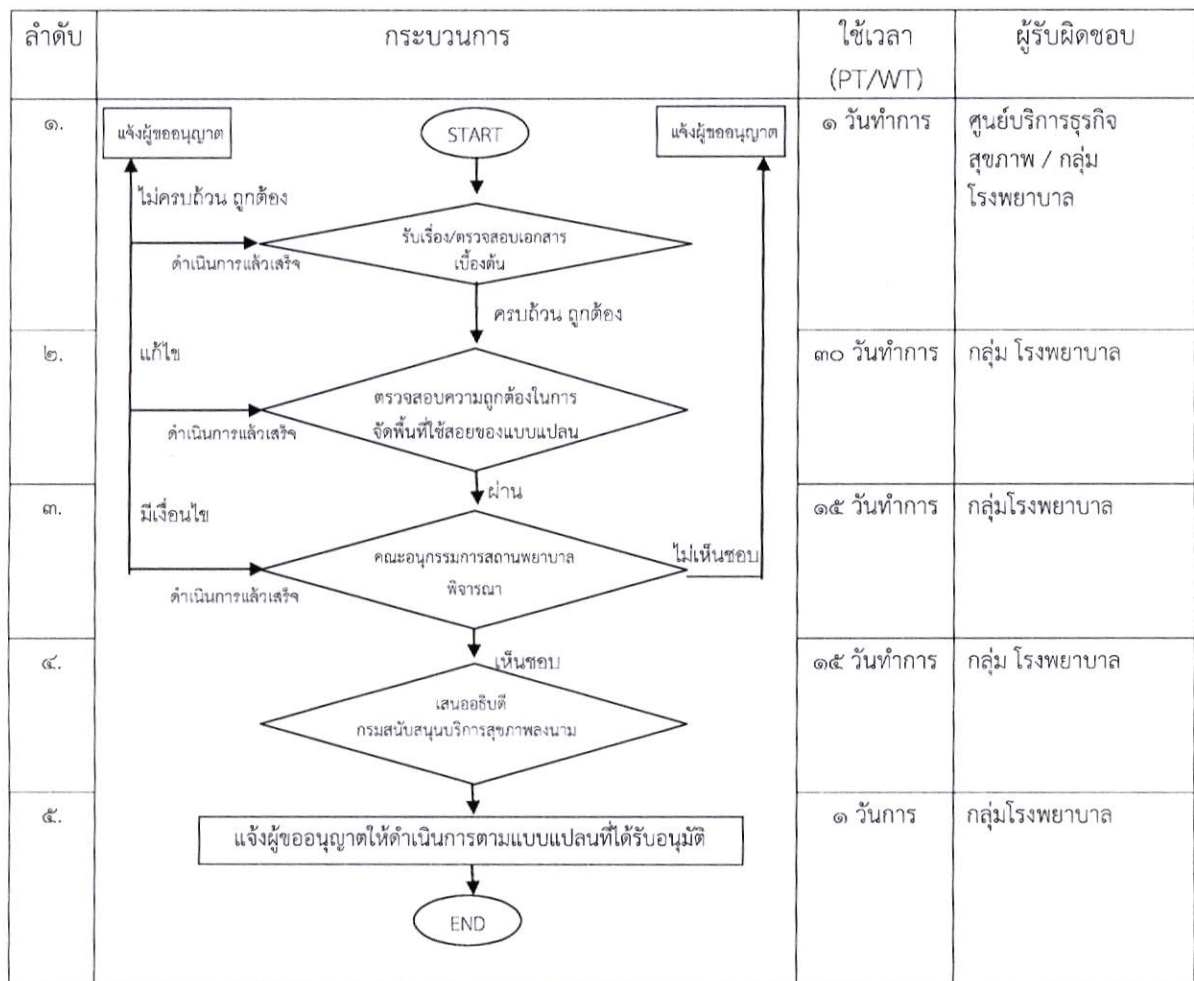 ลำดับ
กระบวนการ
ใช้เวลา
(PT/WT)
ผู้รับผิดชอบ
๑.
แจ้งผู้ขออนุญาต
START
แจ้งผู้ขออนุญาต
๑ วันทำการ
ศูนย์บริการธุรกิจ
สุขภาพ / กลุ่ม
โรงพยาบาล
ไม่ครบถ้วน ถูกต้อง
รับเรื่อง/ตรวจสอบเอกสาร
เบื้องต้น
ดำเนินการแล้วเสร็จ
ครบถ้วน ถูกต้อง
๒.
แก้ไข
ตรวจสอบความถูกต้องในการ
จัดพื้นที่ใช้สอยของแบบแปลน
ดำเนินการแล้วเสร็จ
๓๐ วันทำการ
กลุ่ม โรงพยาบาล
ผ่าน
๓.
มีเงื่อนไข
คณะอนุกรรมการสถานพยาบาล
พิจารณา
ไม่เห็นชอบ
ดำเนินการแล้วเสร็จ
๑๕ วันทำการ
กลุ่มโรงพยาบาล
เห็นชอบ
๔.
เสนออธิบดี
กรมสนับสนุนบริการสุขภาพลงนาม
๑๕ วันทำการ
กลุ่ม โรงพยาบาล
๕.
แจ้งผู้ขออนุญาตให้ดำเนินการตามแบบแปลนที่ได้รับอนุมัติ
๑ วันการ
กลุ่มโรงพยาบาล
END